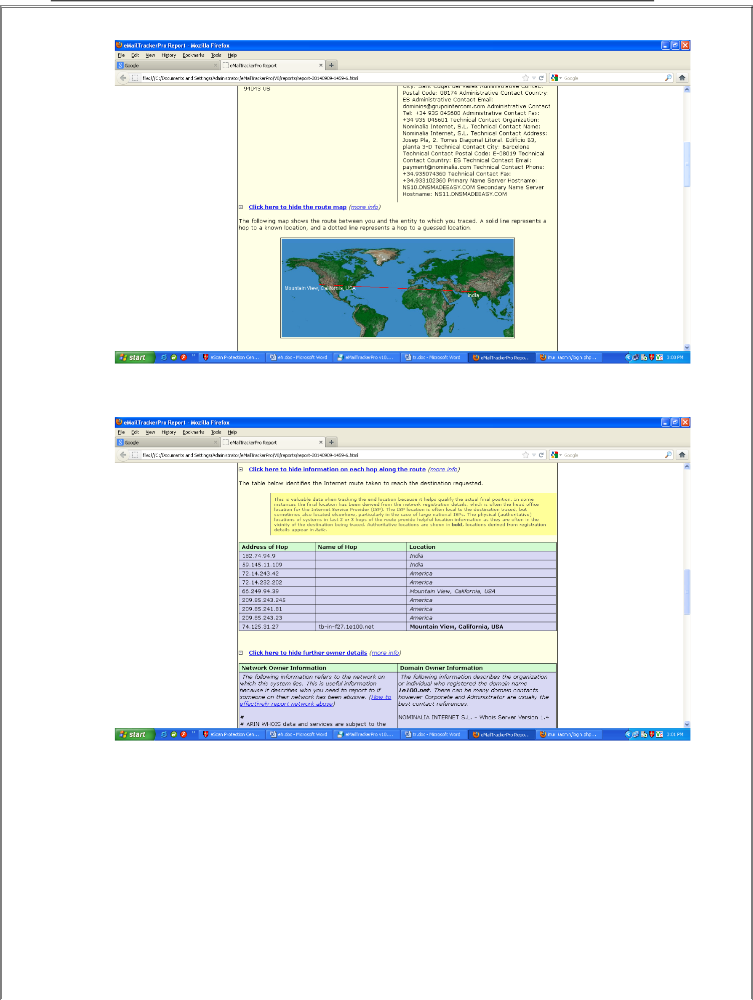 eMailTrackerPro Report - Mozilla Firefox
File Edit View History Bookmarks Tools Help
Google
eMailTrackerPro Report
file:///C:/Documents and Settings/Administrator/eMailTrackerPro/V8/reports/report-20140909-1459-6.html
Google
94043 US
City: Sant Cugat del Valles Administrative Contact
Postal Code: 08174 Administrative Contact Country:
ES Administrative Contact Email:
dominios@grupointercom.com Administrative Contact
Tel: +34 935 045600 Administrative Contact Fax:
+34 935 045601 Technical Contact Organization:
Nominalia Internet, S.L. Technical Contact Name:
Nominalia Internet, S.L. Technical Contact Address:
Josep Pla, 2. Torres Diagonal Litoral. Edificio B3,
planta 3-D Technical Contact City: Barcelona
Technical Contact Postal Code: E-08019 Technical
Contact Country: ES Technical Contact Email:
payment@nominalia.com Technical Contact Phone:
+34.935074360 Technical Contact Fax:
+34.933102360 Primary Name Server Hostname:
NS10.DNSMADEEASY.COM Secondary Name Server
Hostname: NS11.DNSMADEEASY.COM
Click here to hide the route map (more info)
The following map shows the route between you and the entity to which you traced. A solid line represents a
hop to a known location, and a dotted line represents a hop to a guessed location.
Mountain View, California, USA
India
start
eScan Protection Cen...
eh.doc - Microsoft Word
eMailTrackerPro v10....
tr.doc - Microsoft Word
eMailTrackerPro Repo...
inurl /admin/login.php...
3:00 PM
eMailTrackerPro Report - Mozilla Firefox
File Edit View History Bookmarks Tools Help
Google
eMailTrackerPro Report
file:///C:/Documents and Settings/Administrator/eMailTrackerPro/V8/reports/report-20140909-1459-6.html
Google
Click here to hide information on each hop along the route (more info)
The table below identifies the Internet route taken to reach the destination requested.
This is valuable data when tracking the end location because it helps qualify the actual final position. In some
instances the final location has been derived from the network registration details, which is often the head office
location for the Internet Service Provider (ISP). The ISP location is often local to the destination traced, but
sometimes also located elsewhere, particularly in the case of large national ISPs. The physical (authoritative)
locations of systems in last 2 or 3 hops of the route provide helpful location information as they are often in the
vicinity of the destination being traced. Authoritative locations are shown in bold, locations derived from registration
details appear in italic.
Address of Hop Name of Hop Location
182.74.94.9 India
59.145.11.109 India
72.14.243.42 America
72.14.232.202 America
66.249.94.39 Mountain View, California, USA
209.85.243.245 America
209.85.241.81 America
209.85.243.23 America
74.125.31.27 tb-in-f27.1e100.net Mountain View, California, USA
Click here to hide further owner details (more info)
Network Owner Information
The following information refers to the network on
which this system lies. This is useful information
because it describes who you need to report to if
someone on their network has been abusive. (How to
effectively report network abuse)
#
# ARIN WHOIS data and services are subject to the
Domain Owner Information
The following information describes the organization
or individual who registered the domain name
1e100.net. There can be many domain contacts
however Corporate and Administrator are usually the
best contact references.
NOMINALIA INTERNET S.L. - Whois Server Version 1.4
start
eScan Protection Cen...
eh.doc - Microsoft Word
eMailTrackerPro v10....
tr.doc - Microsoft Word
eMailTrackerPro Repo...
inurl /admin/login.php...
3:01 PM